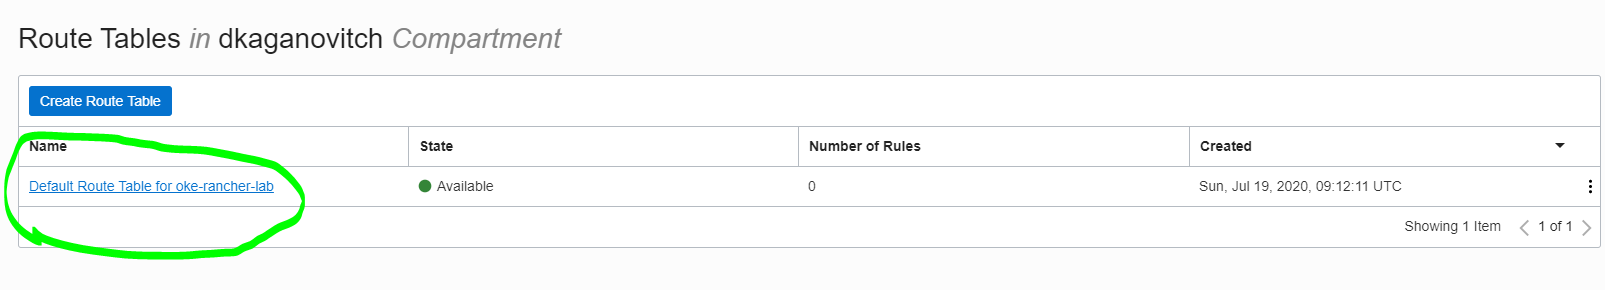 Route Tables in dkaganovitch Compartment
Create Route Table
Name State Number of Rules Created
Default Route Table for oke-rancher-lab Available 0 Sun, Jul 19, 2020, 09:12:11 UTC
Showing 1 Item 1 of 1